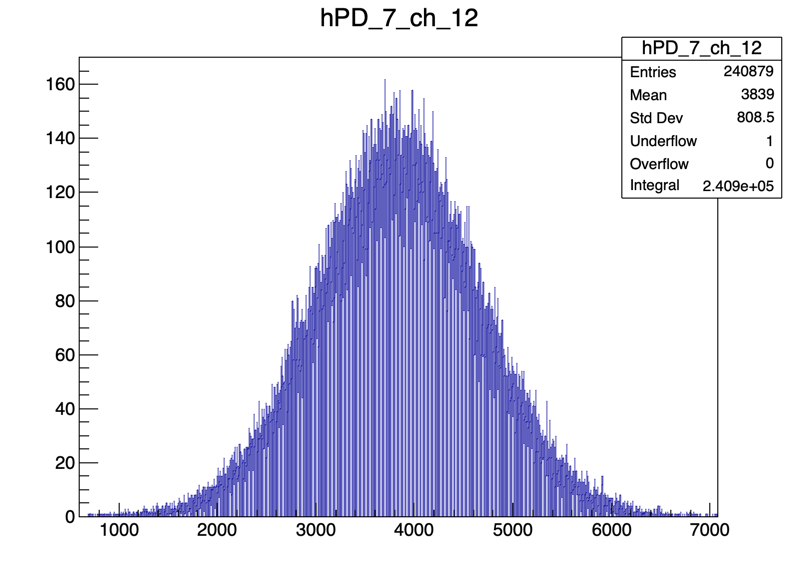 hPD_7_ch_12
hPD_7_ch_12
Entries 240879
Mean 3839
Std Dev 808.5
Underflow 1
Overflow 0
Integral 2.409e+05
160
140
120
100
80
60
40
20
0
1000 2000 3000 4000 5000 6000 7000